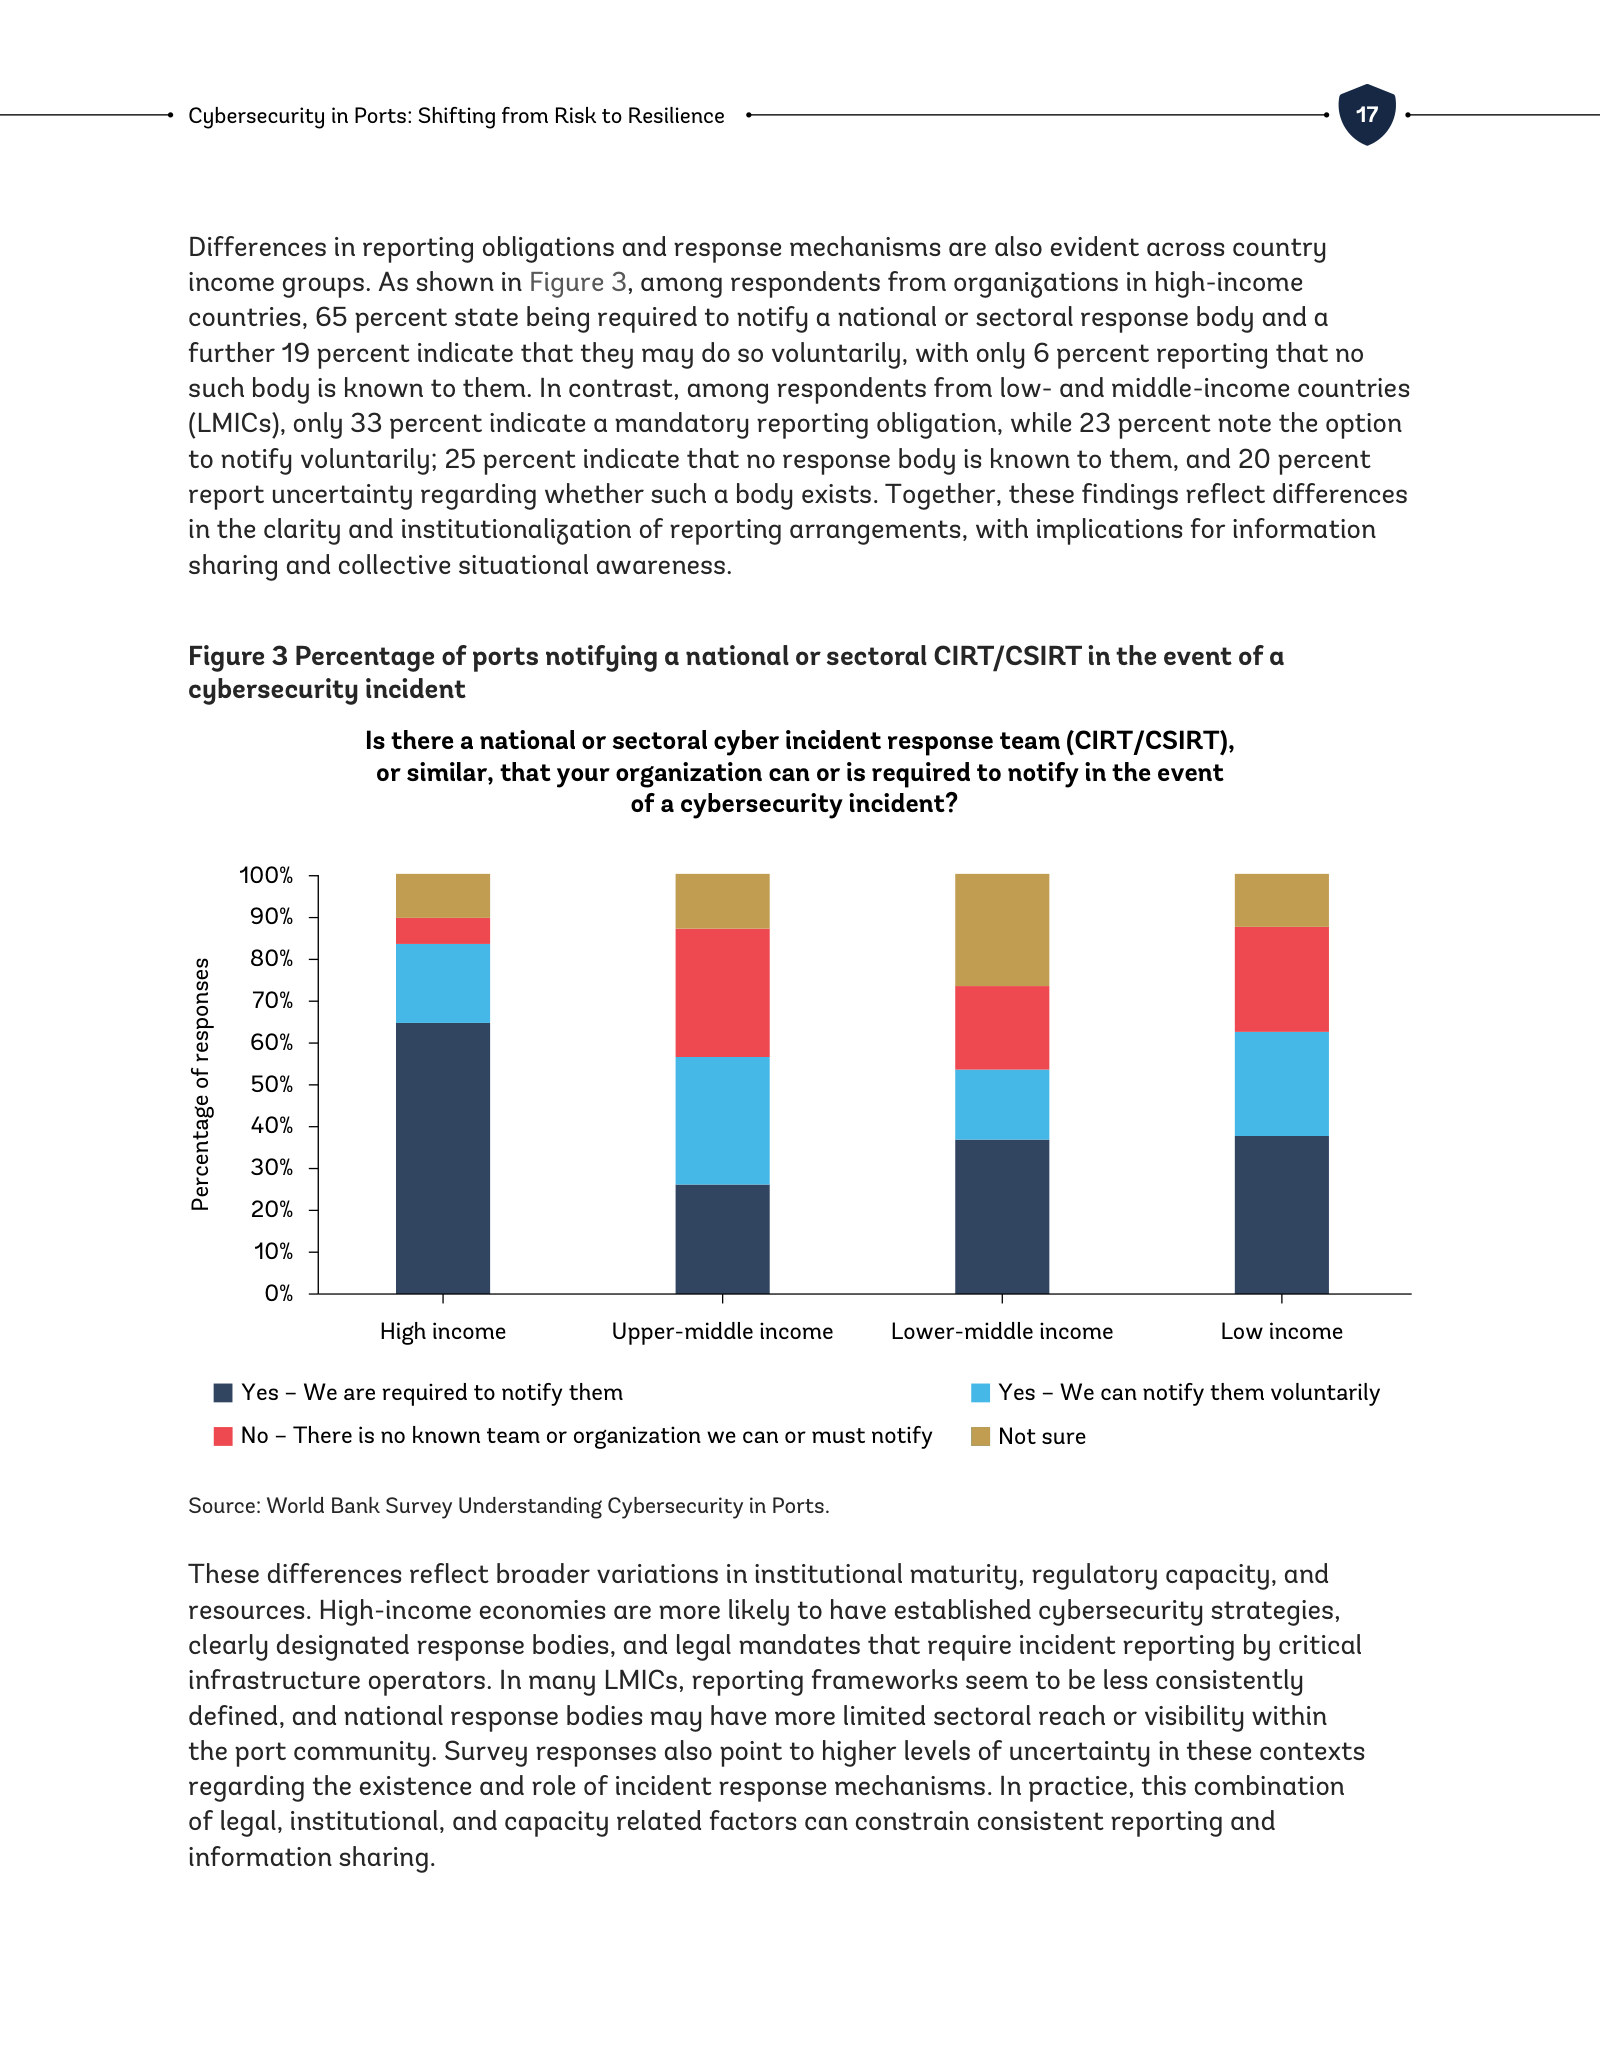 Cybersecurity in Ports: Shifting from Risk to Resilience
17
Differences in reporting obligations and response mechanisms are also evident across country
income groups. As shown in Figure 3, among respondents from organizations in high-income
countries, 65 percent state being required to notify a national or sectoral response body and a
further 19 percent indicate that they may do so voluntarily, with only 6 percent reporting that no
such body is known to them. In contrast, among respondents from low- and middle-income countries
(LMICs), only 33 percent indicate a mandatory reporting obligation, while 23 percent note the option
to notify voluntarily; 25 percent indicate that no response body is known to them, and 20 percent
report uncertainty regarding whether such a body exists. Together, these findings reflect differences
in the clarity and institutionalization of reporting arrangements, with implications for information
sharing and collective situational awareness.
Figure 3 Percentage of ports notifying a national or sectoral CIRT/CSIRT in the event of a
cybersecurity incident
Is there a national or sectoral cyber incident response team (CIRT/CSIRT),
or similar, that your organization can or is required to notify in the event
of a cybersecurity incident?
Percentage of responses
100%
90%
80%
70%
60%
50%
40%
30%
20%
10%
0%
High income
Upper-middle income
Lower-middle income
Low income
Yes – We are required to notify them
Yes – We can notify them voluntarily
No – There is no known team or organization we can or must notify
Not sure
Source: World Bank Survey Understanding Cybersecurity in Ports.
These differences reflect broader variations in institutional maturity, regulatory capacity, and
resources. High-income economies are more likely to have established cybersecurity strategies,
clearly designated response bodies, and legal mandates that require incident reporting by critical
infrastructure operators. In many LMICs, reporting frameworks seem to be less consistently
defined, and national response bodies may have more limited sectoral reach or visibility within
the port community. Survey responses also point to higher levels of uncertainty in these contexts
regarding the existence and role of incident response mechanisms. In practice, this combination
of legal, institutional, and capacity related factors can constrain consistent reporting and
information sharing.